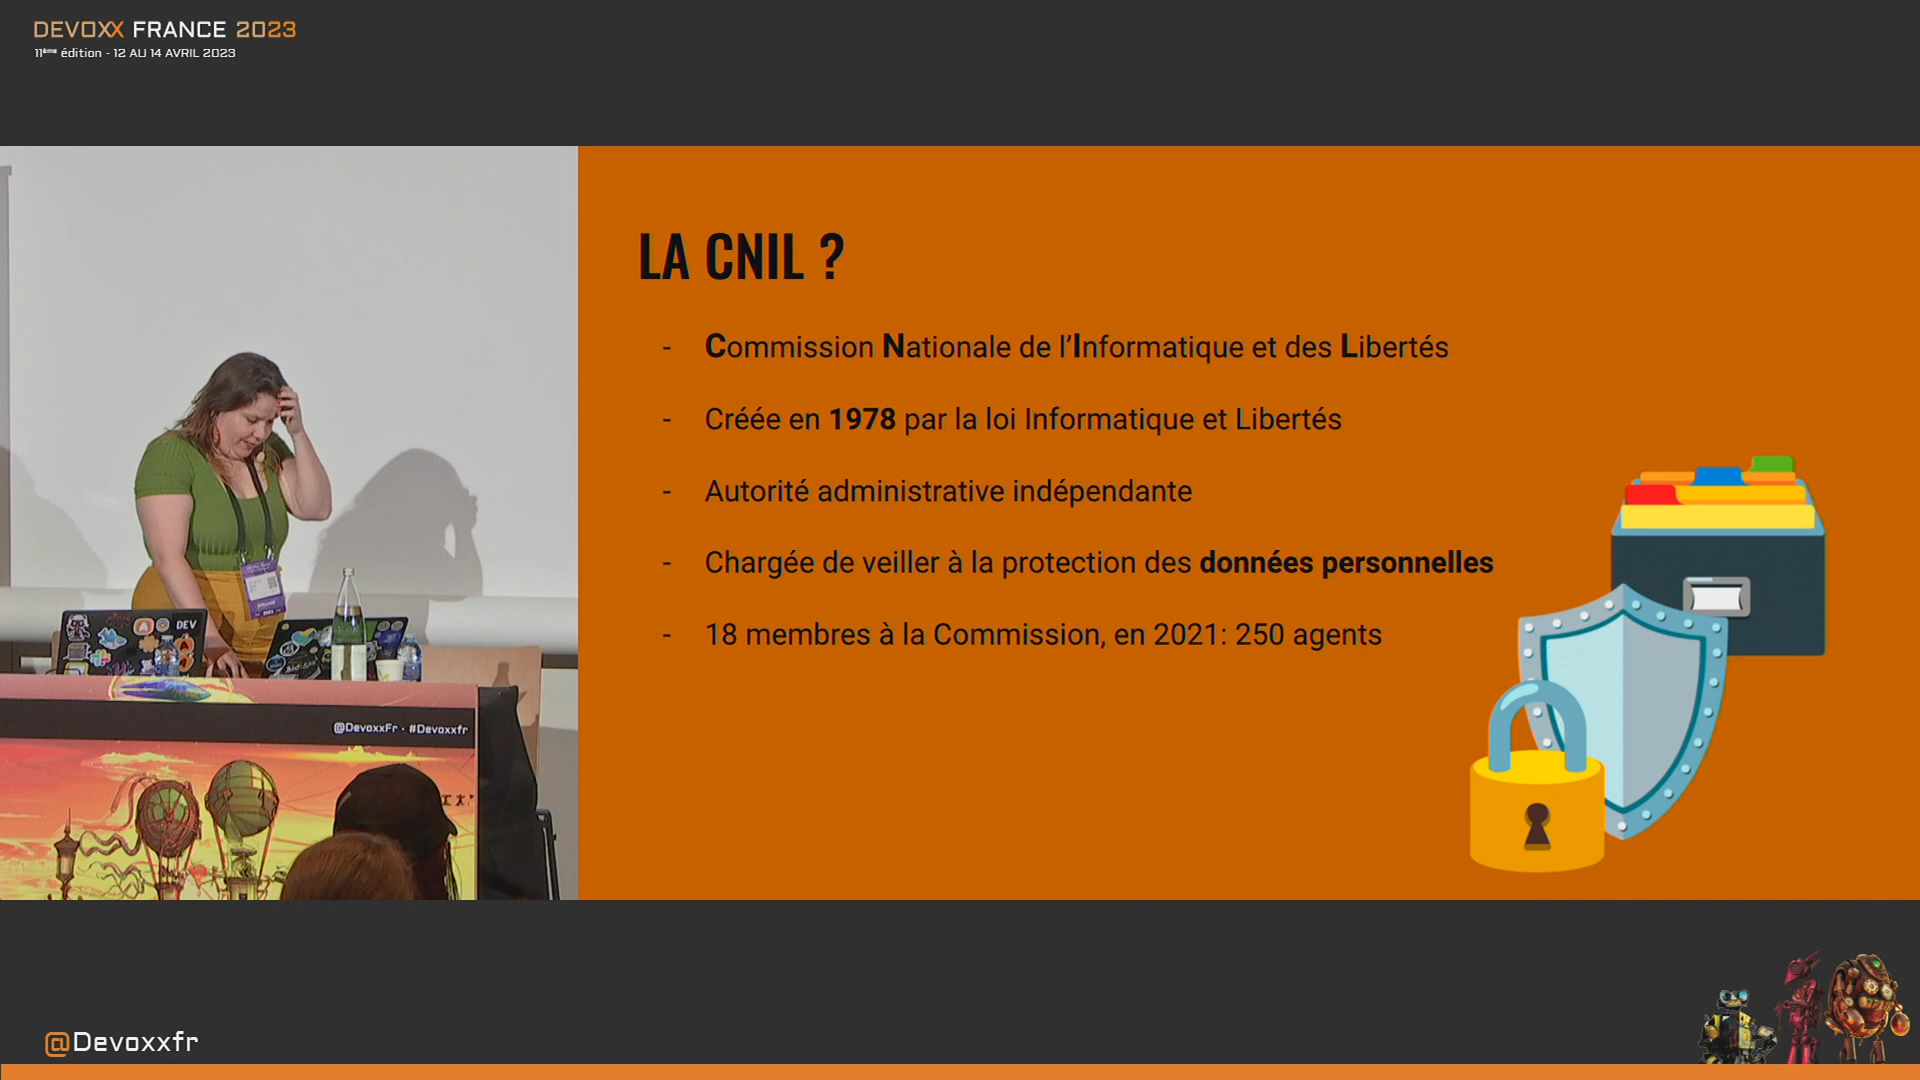 DEVOXX FRANCE 2023
11ème édition - 12 AU 14 AVRIL 2023
LA CNIL ?
- Commission Nationale de l'Informatique et des Libertés
- Créée en 1978 par la loi Informatique et Libertés
- Autorité administrative indépendante
- Chargée de veiller à la protection des données personnelles
- 18 membres à la Commission, en 2021: 250 agents
DEV
@DevoxxFr - #Devoxxfr
@Devoxxfr